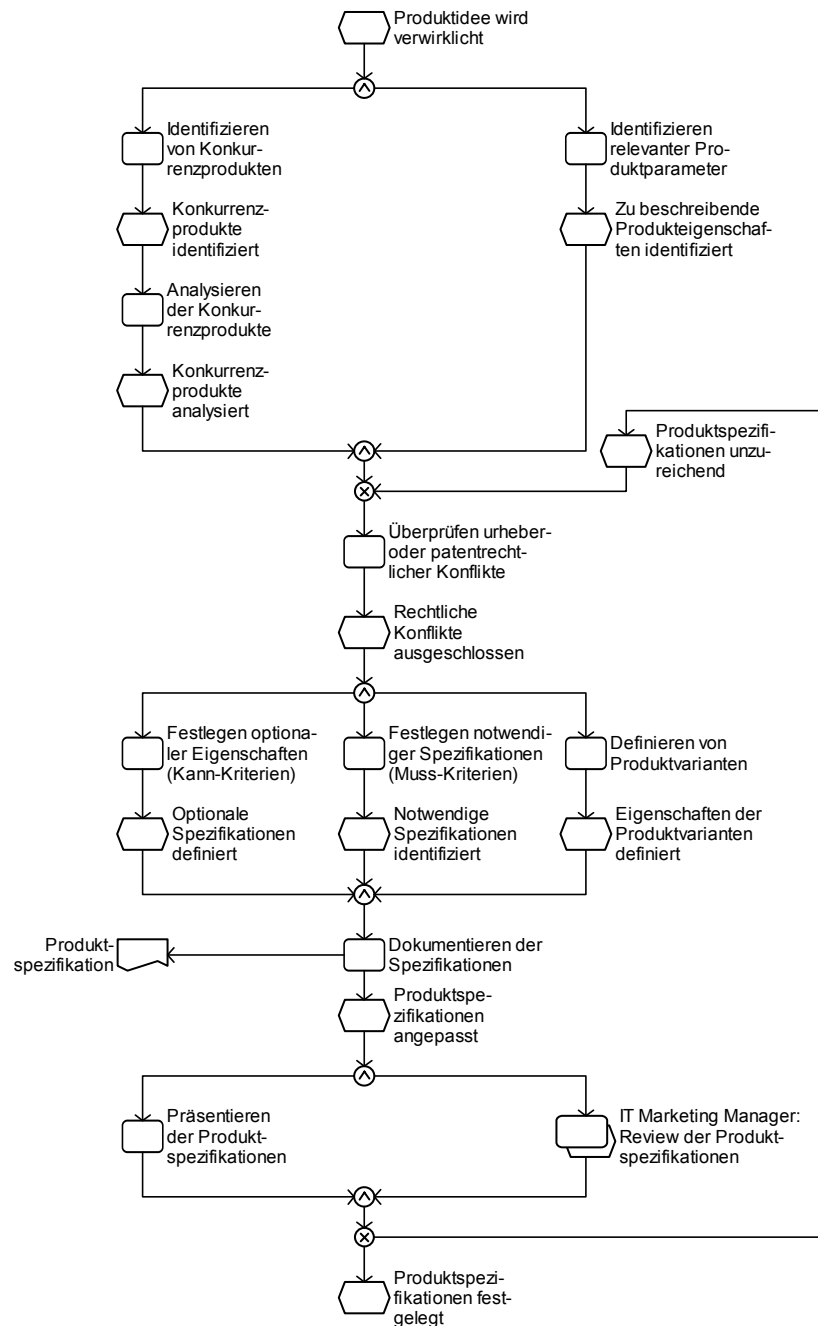 Produktidee wird
verwirklicht
Identifizieren
von Konkur-
renzprodukten
Identifizieren
relevanter Pro-
duktparameter
Konkurrenz-
produkte
identifiziert
Zu beschreibende
Produkteigenschaf-
ten identifiziert
Analysieren
der Konkur-
renzprodukte
Konkurrenz-
produkte
analysiert
Produktspezifi-
kationen unzu-
reichend
Überprüfen urheber-
oder patentrecht-
licher Konflikte
Rechtliche
Konflikte
ausgeschlossen
Festlegen optiona-
ler Eigenschaften
(Kann-Kriterien)
Festlegen notwendi-
ger Spezifikationen
(Muss-Kriterien)
Definieren von
Produktvarianten
Optionale
Spezifikationen
definiert
Notwendige
Spezifikationen
identifiziert
Eigenschaften der
Produktvarianten
definiert
Produkt-
spezifikation
Dokumentieren der
Spezifikationen
Produktspe-
zifikationen
angepasst
Präsentieren
der Produkt-
spezifikationen
IT Marketing Manager:
Review der Produkt-
spezifikationen
Produktspezi-
fikationen fest-
gelegt